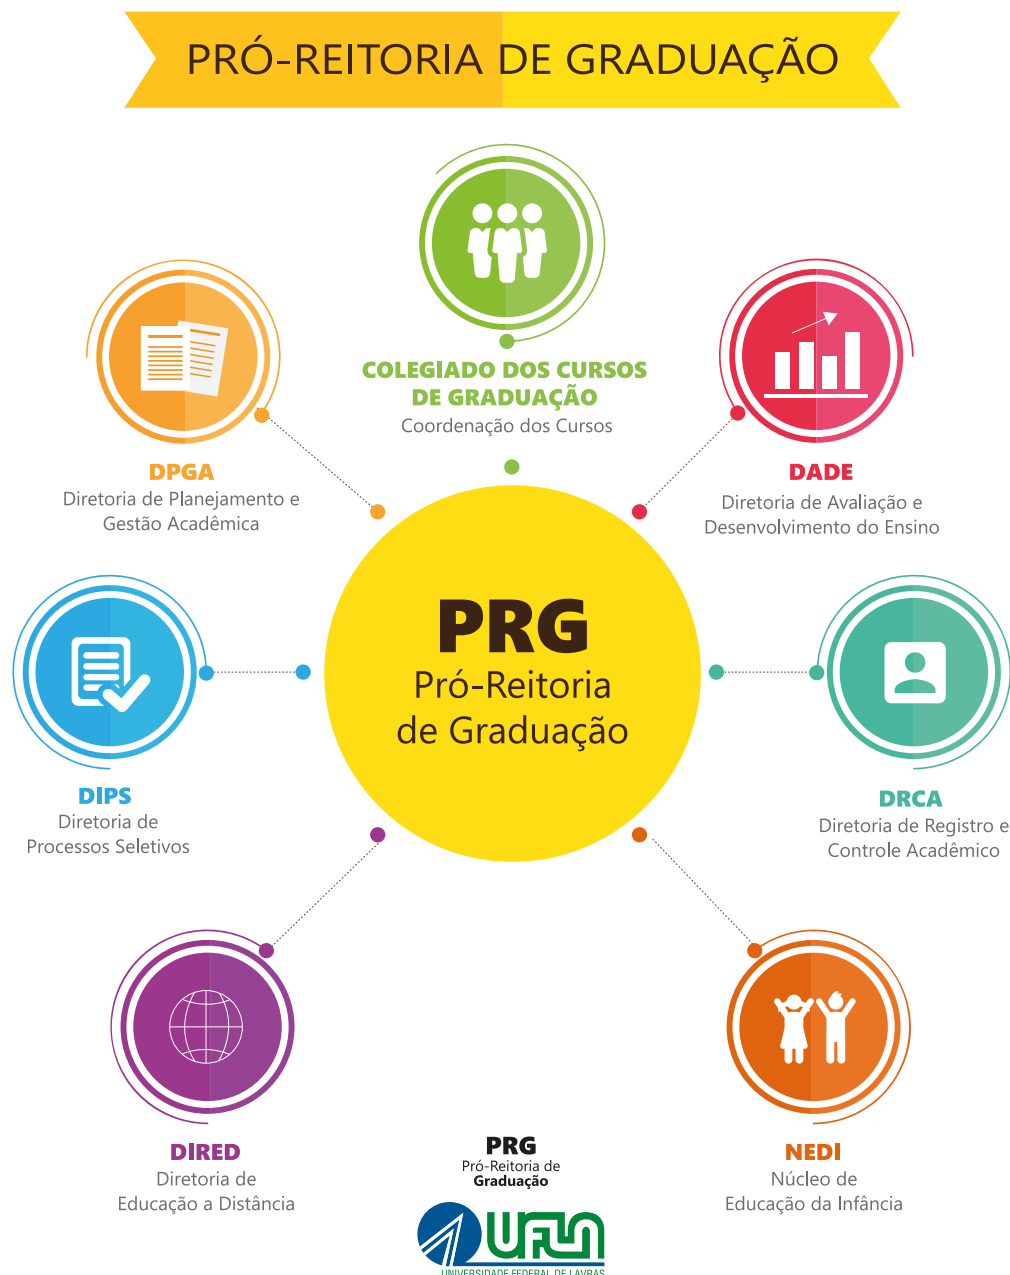 PRÓ-REITORIA DE GRADUAÇÃO
COLEGIADO DOS CURSOS
DE GRADUAÇÃO
Coordenação dos Cursos
DPGA
Diretoria de Planejamento e
Gestão Acadêmica
DADE
Diretoria de Avaliação e
Desenvolvimento do Ensino
PRG
Pró-Reitoria
de Graduação
DIPS
Diretoria de
Processos Seletivos
DRCA
Diretoria de Registro e
Controle Acadêmico
DIRED
Diretoria de
Educação a Distância
PRG
Pró-Reitoria de
Graduação
UFLA
UNIVERSIDADE FEDERAL DE LAVRAS
NEDI
Núcleo de
Educação da Infância